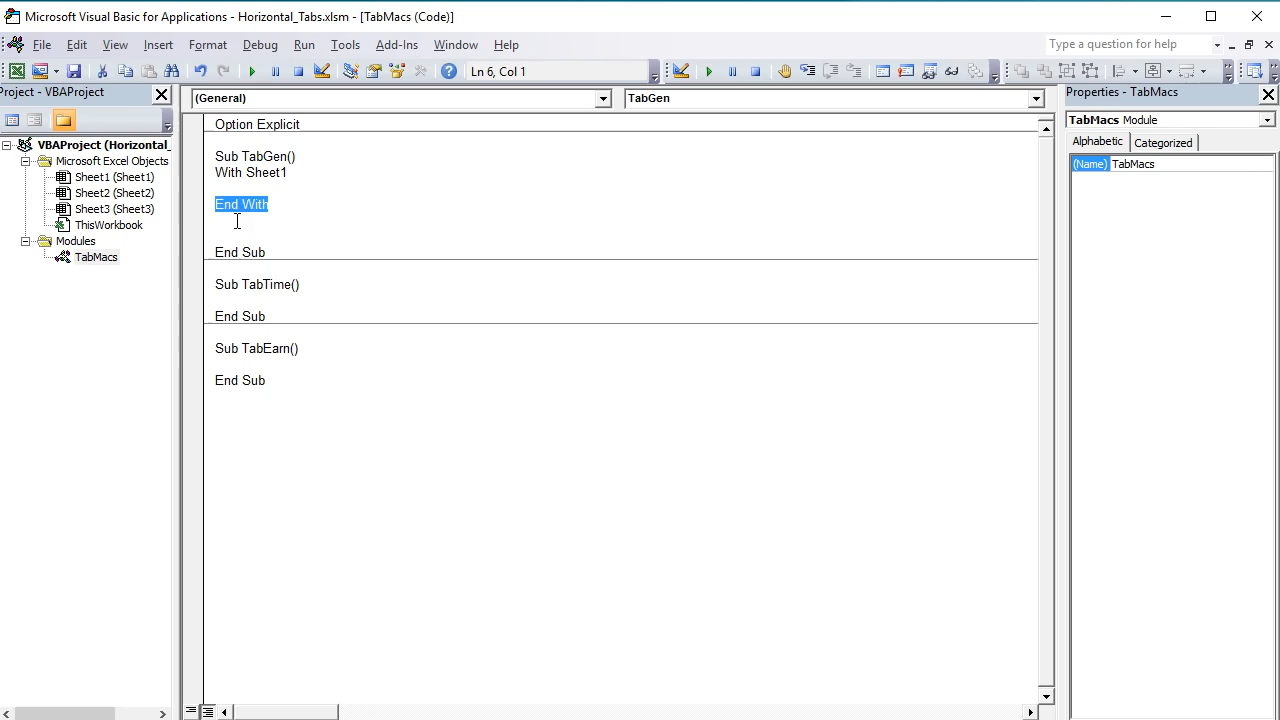 Microsoft Visual Basic for Applications - Horizontal_Tabs.xlsm - [TabMacs (Code)]
File Edit View Insert Format Debug Run Tools Add-Ins Window Help
Type a question for help
Ln 6, Col 1
Project - VBAProject
(General)
TabGen
Properties - TabMacs
TabMacs Module
Alphabetic Categorized
(Name) TabMacs
VBAProject (Horizontal_
Microsoft Excel Objects
Sheet1 (Sheet1)
Sheet2 (Sheet2)
Sheet3 (Sheet3)
ThisWorkbook
Modules
TabMacs
Option Explicit
Sub TabGen()
With Sheet1
End With
End Sub
Sub TabTime()
End Sub
Sub TabEarn()
End Sub